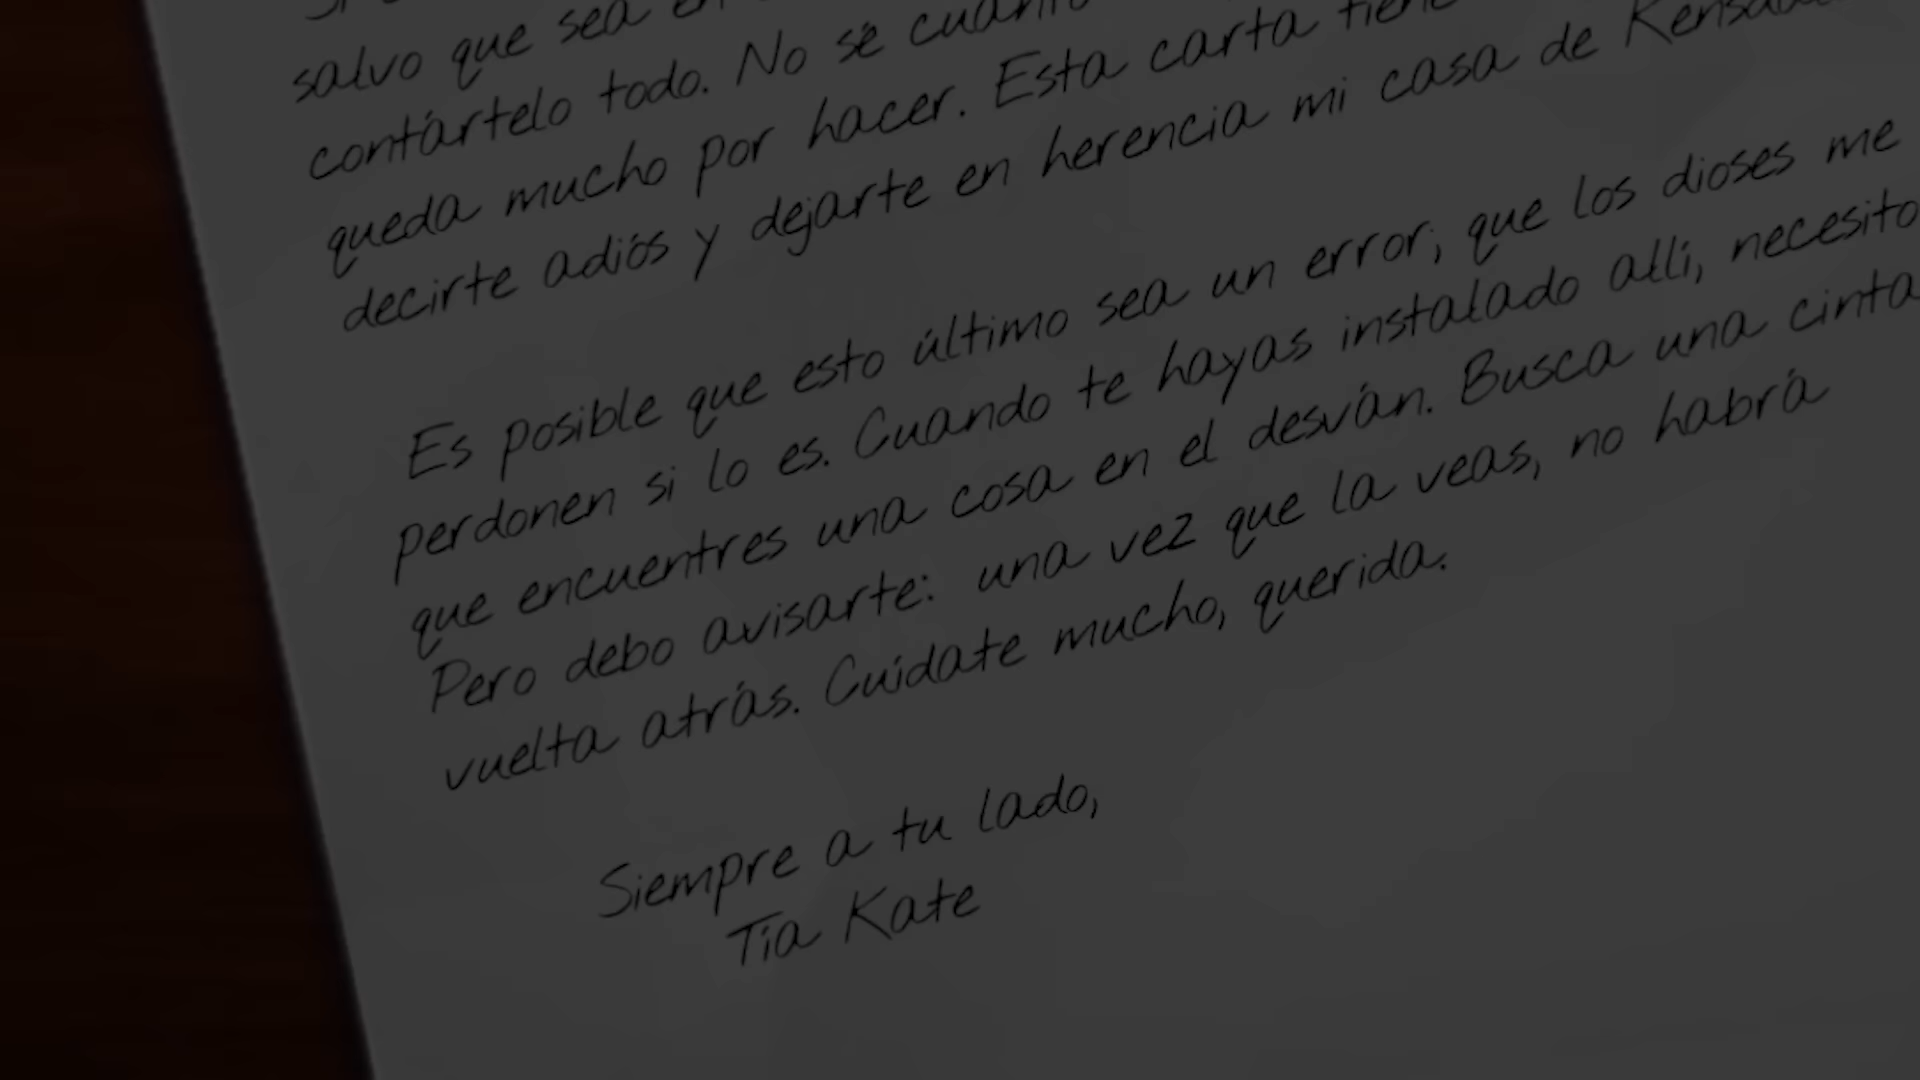 salvo que sea
contártelo todo. No sé
queda mucho por hacer. Esta carta
decirte adiós y dejarte en herencia mi casa de
Es posible que esto último sea un error, que los dioses me
perdonen si lo es. Cuando te hayas instalado allí, necesito
que encuentres una cosa en el desván. Busca una cinta
Pero debo avisarte: una vez que la veas, no habrá
vuelta atrás. Cuídate mucho, querida.
Siempre a tu lado,
Tía Kate